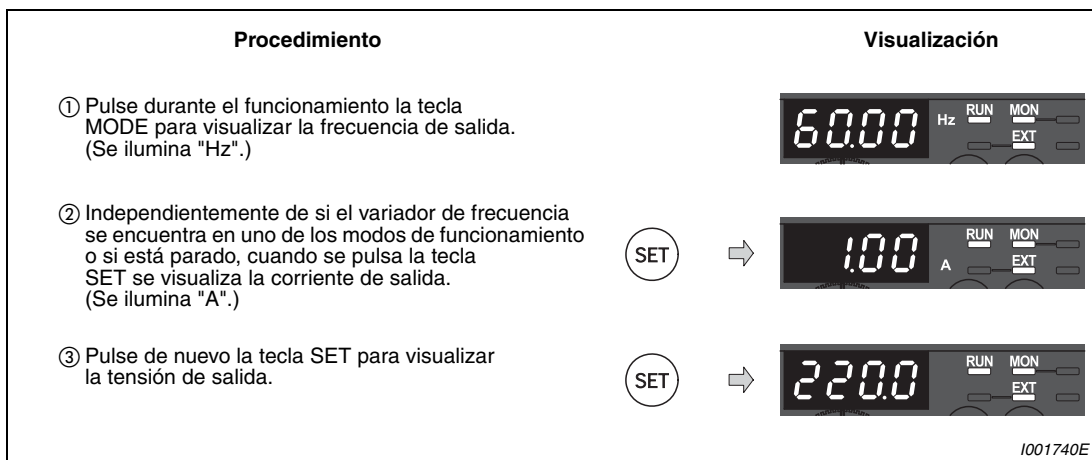 Procedimiento
Visualización
① Pulse durante el funcionamiento la tecla
MODE para visualizar la frecuencia de salida.
(Se ilumina "Hz".)
60.00 Hz RUN MON
EXT
② Independientemente de si el variador de frecuencia
se encuentra en uno de los modos de funcionamiento
o si está parado, cuando se pulsa la tecla
SET se visualiza la corriente de salida.
(Se ilumina "A".)
SET
1.00 A RUN MON
EXT
③ Pulse de nuevo la tecla SET para visualizar
la tensión de salida.
SET
220.0 RUN MON
EXT
I001740E